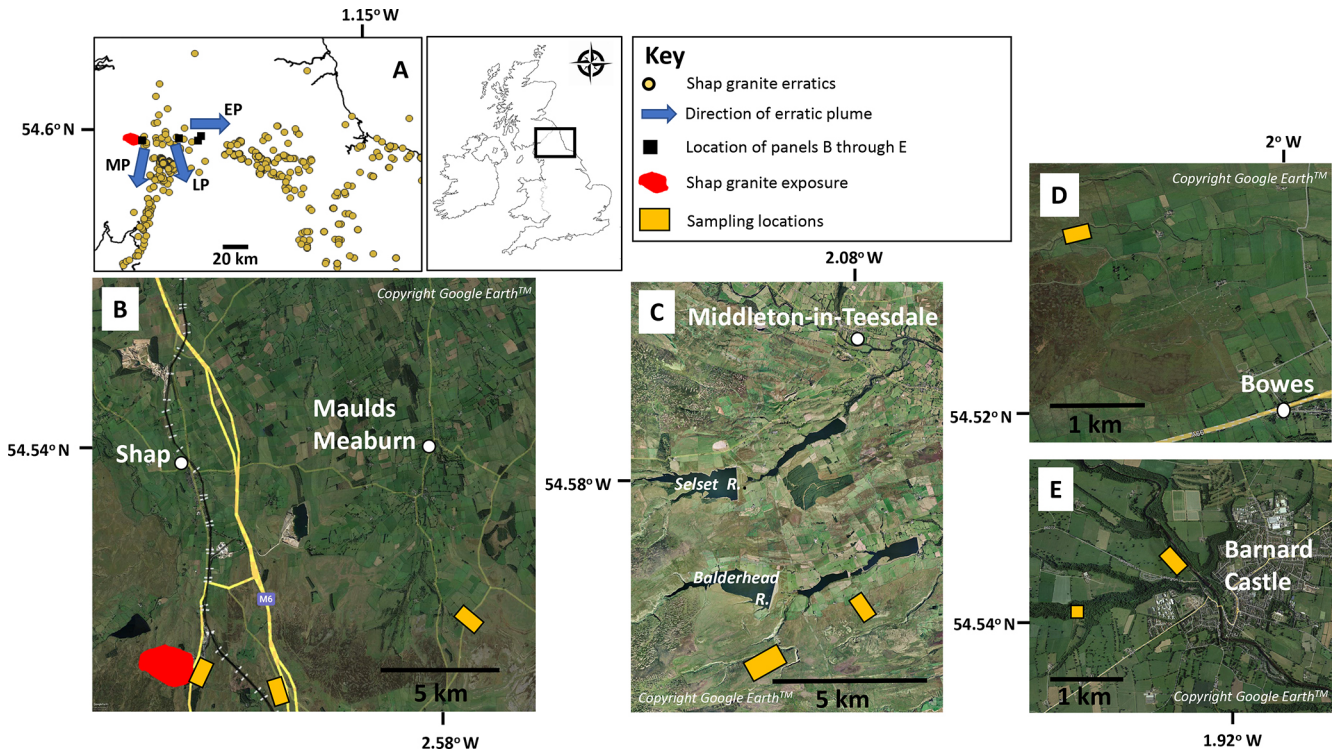 1.15° W
A
EP
MP
LP
54.6° N
20 km
Key
Shap granite erratics
Direction of erratic plume
Location of panels B through E
Shap granite exposure
Sampling locations
B
Copyright Google Earth™
Maulds
Meaburn
Shap
54.54° N
M6
5 km
2.58° W
2.08° W
C
Middleton-in-Teesdale
Selset R.
54.58° W
Balderhead
R.
Copyright Google Earth™
5 km
2° W
Copyright Google Earth™
D
54.52° N
Bowes
1 km
E
Barnard
Castle
54.54° N
1 km
Copyright Google Earth™
1.92° W